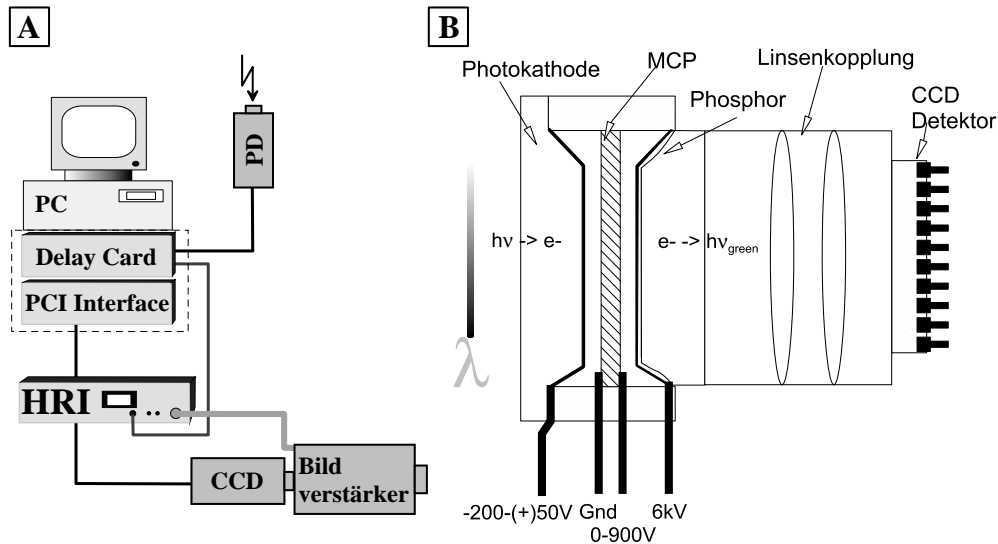 A
PD
PC
Delay Card
PCI Interface
HRI
CCD
Bild
verstärker
B
Photokathode
MCP
Linsenkopplung
Phosphor
CCD
Detektor
hν -> e-
e- -> hνgreen
λ
-200-(+)50V Gnd 6kV
0-900V